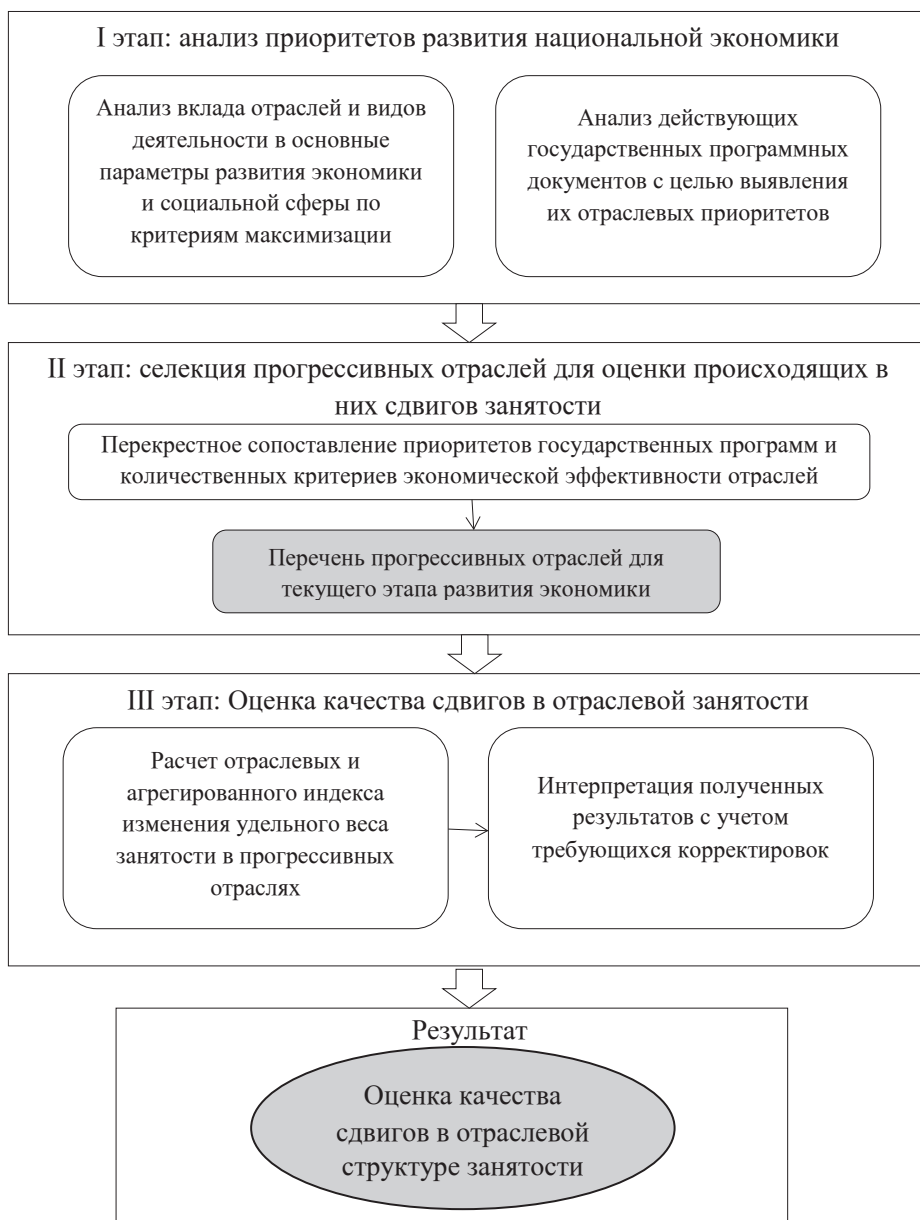 I этап: анализ приоритетов развития национальной экономики
Анализ вклада отраслей и видов
деятельности в основные
параметры развития экономики
и социальной сферы по
критериям максимизации
Анализ действующих
государственных программных
документов с целью выявления
их отраслевых приоритетов
II этап: селекция прогрессивных отраслей для оценки происходящих в
них сдвигов занятости
Перекрестное сопоставление приоритетов государственных программ и
количественных критериев экономической эффективности отраслей
Перечень прогрессивных отраслей для
текущего этапа развития экономики
III этап: Оценка качества сдвигов в отраслевой занятости
Расчет отраслевых и
агрегированного индекса
изменения удельного веса
занятости в прогрессивных
отраслях
Интерпретация полученных
результатов с учетом
требующихся корректировок
Результат
Оценка качества
сдвигов в отраслевой
структуре занятости